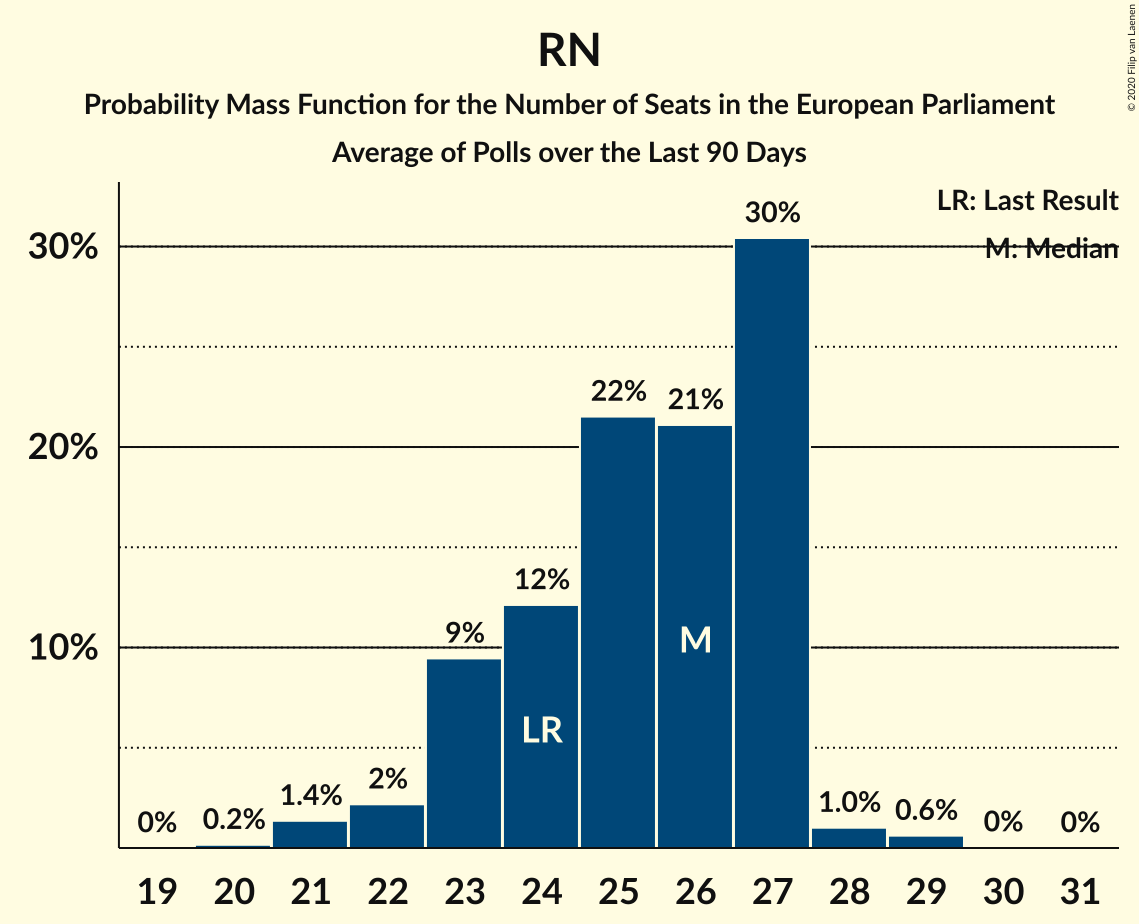 RN
Probability Mass Function for the Number of Seats in the European Parliament
Average of Polls over the Last 90 Days
© 2020 Filip van Laenen
LR: Last Result
M: Median
30%
20%
10%
0%
0.2%
1.4%
2%
9%
12%
22%
21%
30%
1.0%
0.6%
0%
0%
LR
M
19 20 21 22 23 24 25 26 27 28 29 30 31